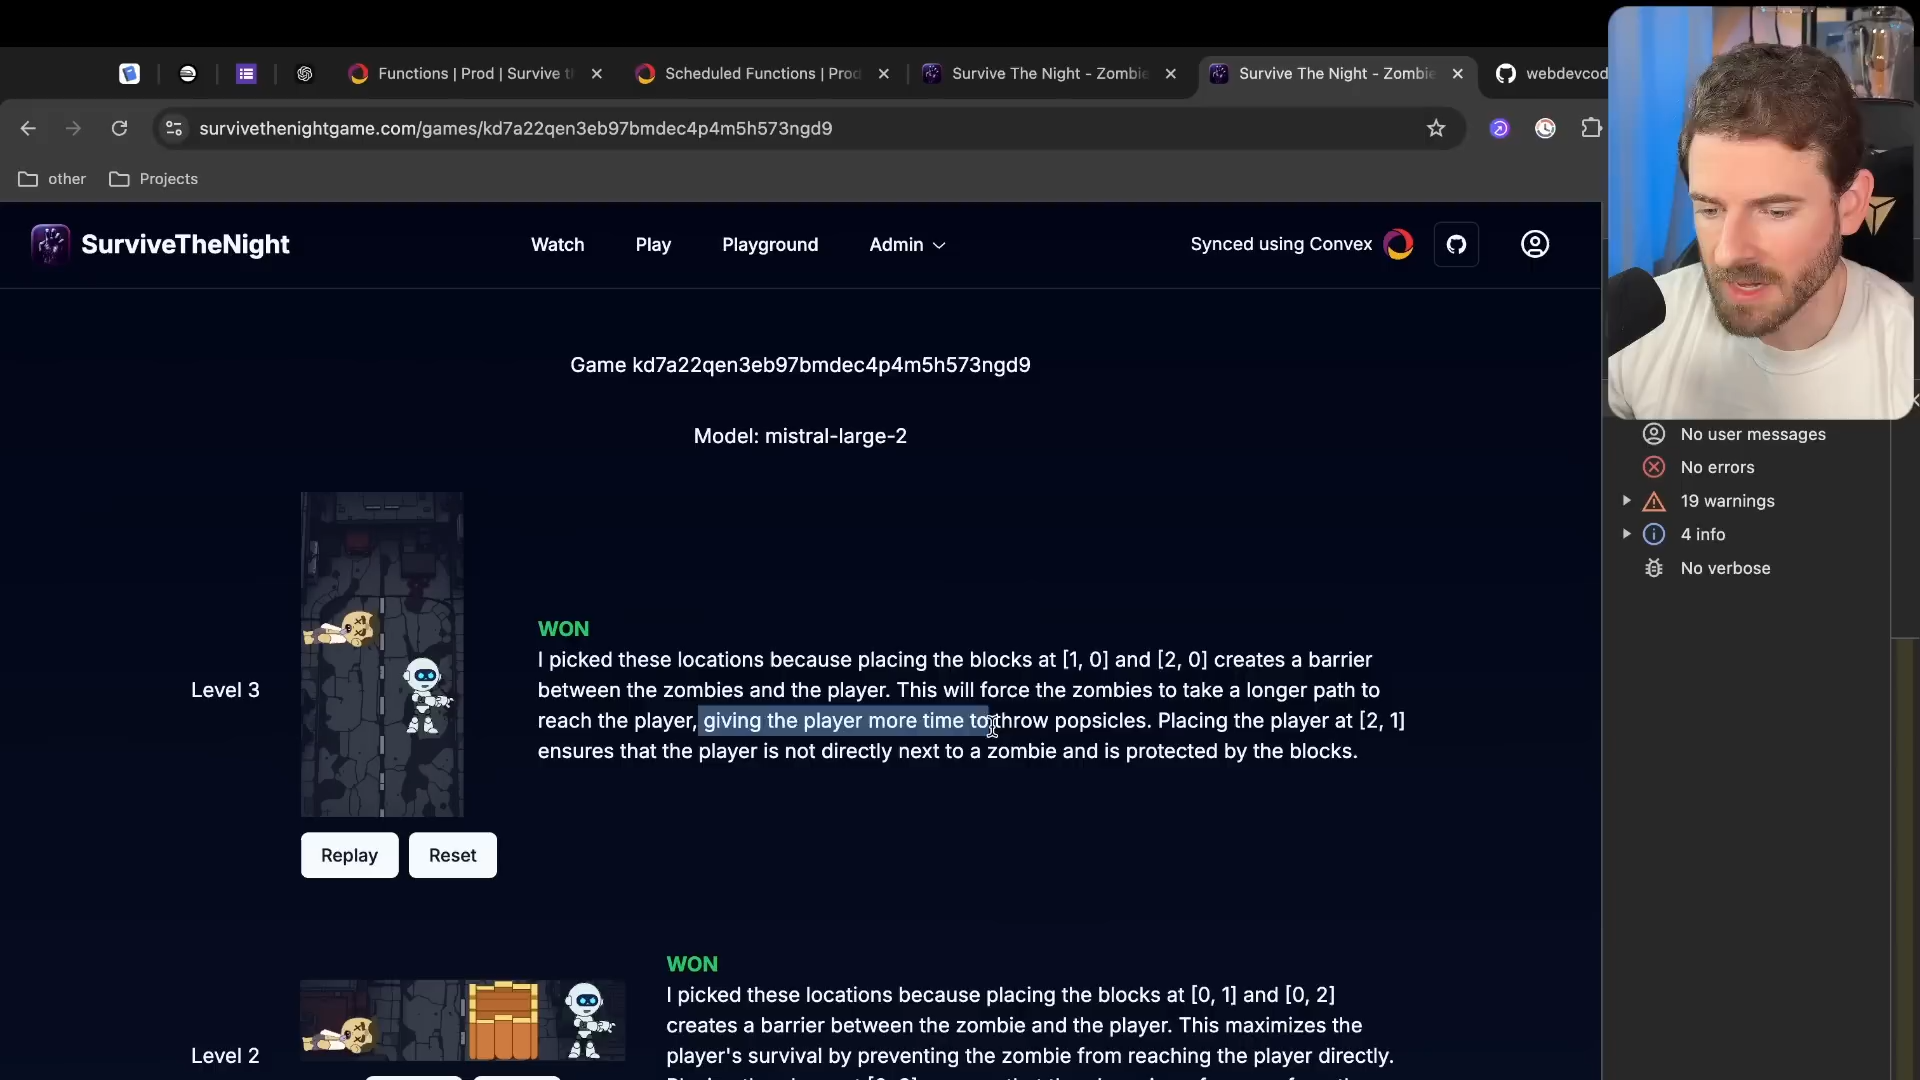 Functions | Prod | Survive t
Scheduled Functions | Prod
Survive The Night - Zombie
Survive The Night - Zombie
webdevcod
survivethenightgame.com/games/kd7a22qen3eb97bmdec4p4m5h573ngd9
other
Projects
SurviveTheNight
Watch
Play
Playground
Admin
Synced using Convex
Game kd7a22qen3eb97bmdec4p4m5h573ngd9
Model: mistral-large-2
Level 3
WON
I picked these locations because placing the blocks at [1, 0] and [2, 0] creates a barrier
between the zombies and the player. This will force the zombies to take a longer path to
reach the player, giving the player more time to throw popsicles. Placing the player at [2, 1]
ensures that the player is not directly next to a zombie and is protected by the blocks.
Replay
Reset
Level 2
WON
I picked these locations because placing the blocks at [0, 1] and [0, 2]
creates a barrier between the zombie and the player. This maximizes the
player's survival by preventing the zombie from reaching the player directly.
No user messages
No errors
19 warnings
4 info
No verbose